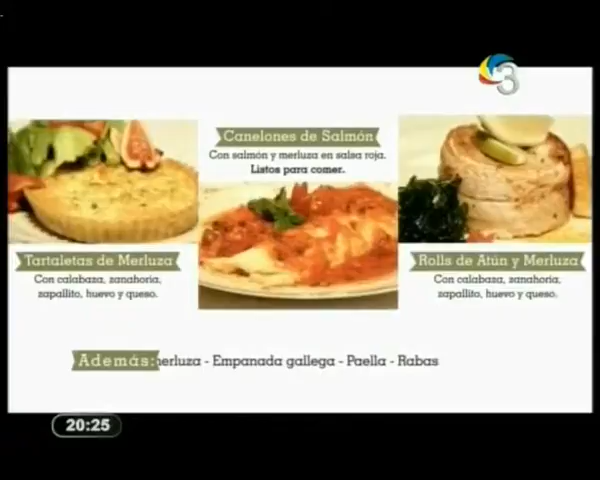 3
Canelones de Salmón
Con salmón y merluza en salsa roja.
Listos para comer.
Tartaletas de Merluza
Con calabaza, zanahoria,
zapallito, huevo y queso.
Rolls de Atún y Merluza
Con calabaza, zanahoria,
zapallito, huevo y queso.
Además: erluza - Empanada gallega - Paella - Rabas
20:25